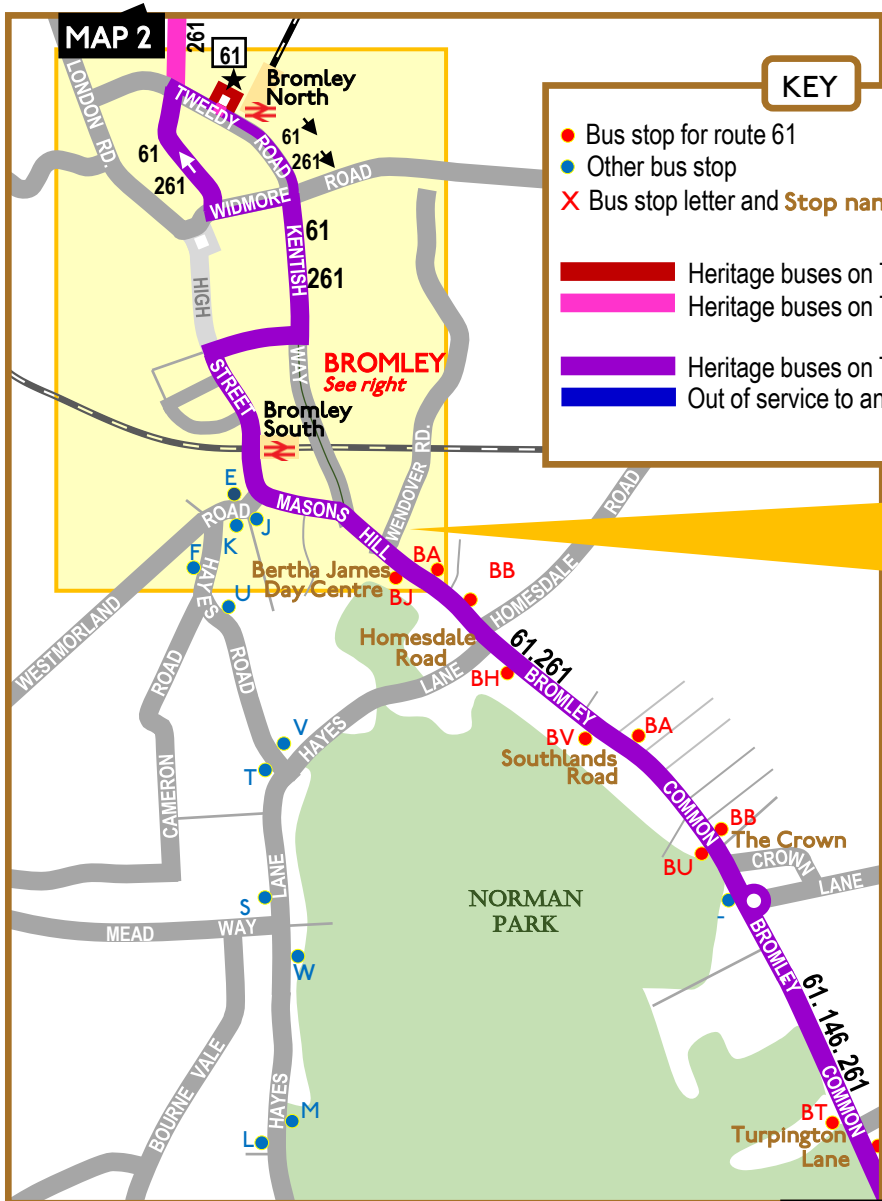 MAP 2
261
61
Bromley
North
KEY
Bus stop for route 61
Other bus stop
X Bus stop letter and Stop nam
Heritage buses on T
Heritage buses on T
Heritage buses on T
Out of service to an
LONDON RD.
TWEEDY
ROAD
61
261
61
261
WIDMORE
ROAD
KENTISH
WAY
61
261
HIGH
STREET
BROMLEY
See right
Bromley
South
WENDOVER RD.
E
ROAD
K
J
MASONS
HILL
F
HAYES
ROAD
U
Bertha James
Day Centre
BA
BJ
BB
HOMESDALE
ROAD
WESTMORLAND
ROAD
CAMERON
Homesdale
Road
BH
61.261
BROMLEY
COMMON
V
T
HAYES
LANE
BV
BA
Southlands
Road
BB
The Crown
BU
CROWN
LANE
LANE
S
MEAD
WAY
NORMAN
PARK
W
BROMLEY
COMMON
61. 146. 261
BOURNE VALE
HAYES
M
L
BT
Turpington
Lane